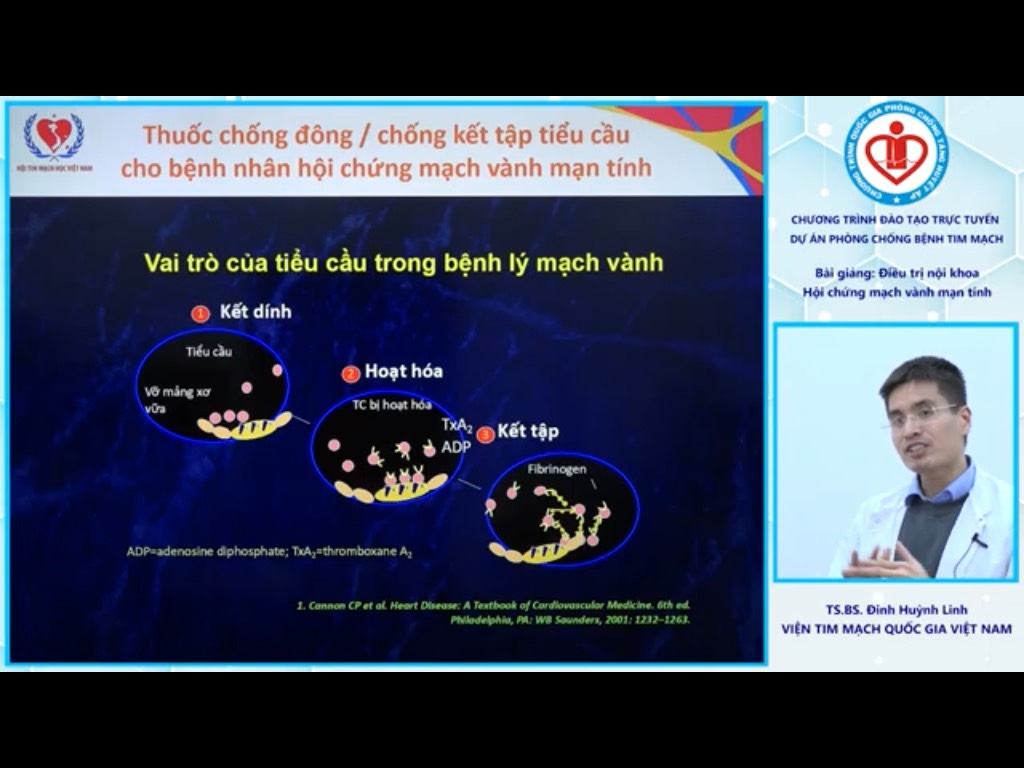 HỘI TIM MẠCH HỌC VIỆT NAM
Thuốc chống đông / chống kết tập tiểu cầu
cho bệnh nhân hội chứng mạch vành mạn tính
Vai trò của tiểu cầu trong bệnh lý mạch vành
1 Kết dính
Tiểu cầu
Vỡ mảng xơ
vữa
2 Hoạt hóa
TC bị hoạt hóa
TxA2
ADP
3 Kết tập
Fibrinogen
ADP=adenosine diphosphate; TxA2=thromboxane A2
1. Cannon CP et al. Heart Disease: A Textbook of Cardiovascular Medicine. 6th ed.
Philadelphia, PA: WB Saunders, 2001: 1232–1263.
CHƯƠNG TRÌNH QUỐC GIA PHÒNG CHỐNG TĂNG HUYẾT ÁP
CHƯƠNG TRÌNH ĐÀO TẠO TRỰC TUYẾN
DỰ ÁN PHÒNG CHỐNG BỆNH TIM MẠCH
Bài giảng: Điều trị nội khoa
Hội chứng mạch vành mạn tính
TS.BS. Đinh Huỳnh Linh
VIỆN TIM MẠCH QUỐC GIA VIỆT NAM